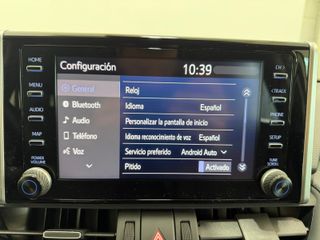 Configuración
10:39
HOME
MENU
AUDIO
MAP
POWER
VOLUME
General
Bluetooth
Audio
Teléfono
Voz
Reloj
Idioma Español
Personalizar la pantalla de inicio
Idioma reconocimiento de voz Español
Servicio preferido Android Auto
Pitido Activado
CH >
< TRACK
PHONE
SETUP
TUNE
SCROLL